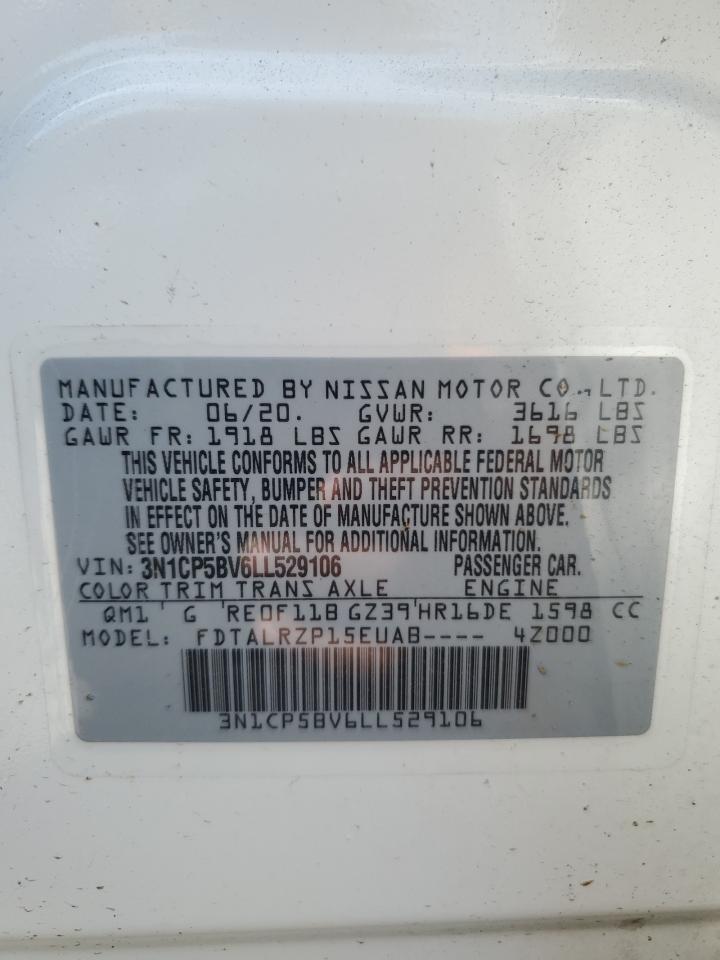 MANUFACTURED BY NISSAN MOTOR CO., LTD.
DATE: 06/20. GVWR: 3616 LBS
GAWR FR: 1918 LBS GAWR RR: 1698 LBS
THIS VEHICLE CONFORMS TO ALL APPLICABLE FEDERAL MOTOR
VEHICLE SAFETY, BUMPER AND THEFT PREVENTION STANDARDS
IN EFFECT ON THE DATE OF MANUFACTURE SHOWN ABOVE.
SEE OWNER'S MANUAL FOR ADDITIONAL INFORMATION.
VIN: 3N1CP5BV6LL529106 PASSENGER CAR.
COLOR TRIM TRANS AXLE ENGINE
QM1 G RE0F11B GZ39 HR16DE 1598 CC
MODEL: FDTALRZP15EUAB---- 4Z000
3N1CP5BV6LL529106